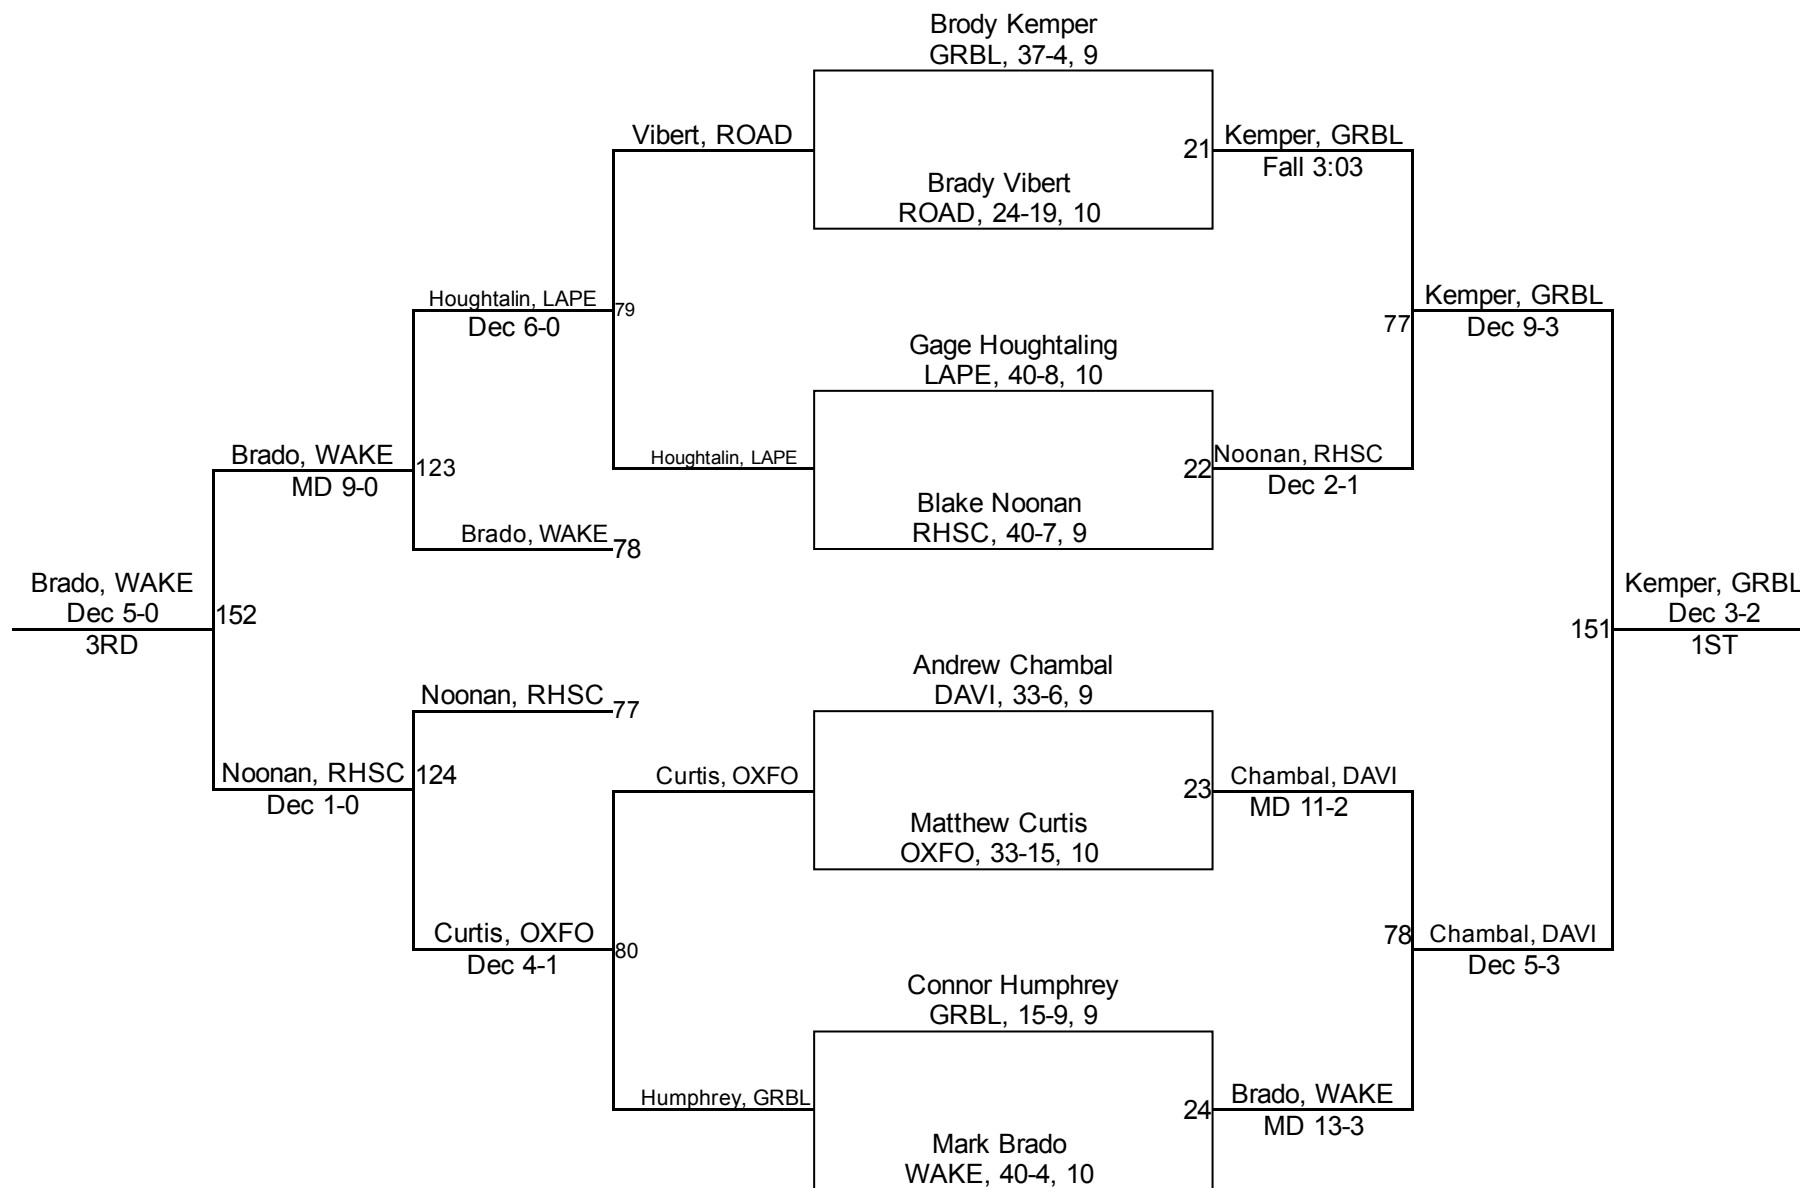 Brody Kemper
GRBL, 37-4, 9
Vibert, ROAD
21
Kemper, GRBL
Fall 3:03
Brady Vibert
ROAD, 24-19, 10
Houghtalin, LAPE
79
Dec 6-0
Kemper, GRBL
77
Dec 9-3
Gage Houghtaling
LAPE, 40-8, 10
Brado, WAKE
123
MD 9-0
Houghtalin, LAPE
22
Noonan, RHSC
Dec 2-1
Blake Noonan
RHSC, 40-7, 9
Brado, WAKE
78
Brado, WAKE
Dec 5-0
152
3RD
Kemper, GRBL
Dec 3-2
151
1ST
Andrew Chambal
DAVI, 33-6, 9
Noonan, RHSC
77
Noonan, RHSC
124
Dec 1-0
Curtis, OXFO
23
Chambal, DAVI
MD 11-2
Matthew Curtis
OXFO, 33-15, 10
Curtis, OXFO
80
Dec 4-1
78
Chambal, DAVI
Dec 5-3
Connor Humphrey
GRBL, 15-9, 9
Humphrey, GRBL
24
Brado, WAKE
MD 13-3
Mark Brado
WAKE, 40-4, 10